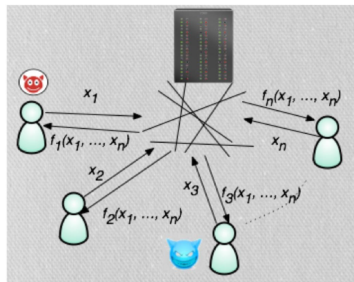 x1
f1(x1, ..., xn)
fn(x1, ..., xn)
xn
x2
f2(x1, ..., xn)
x3
f3(x1, ..., xn)